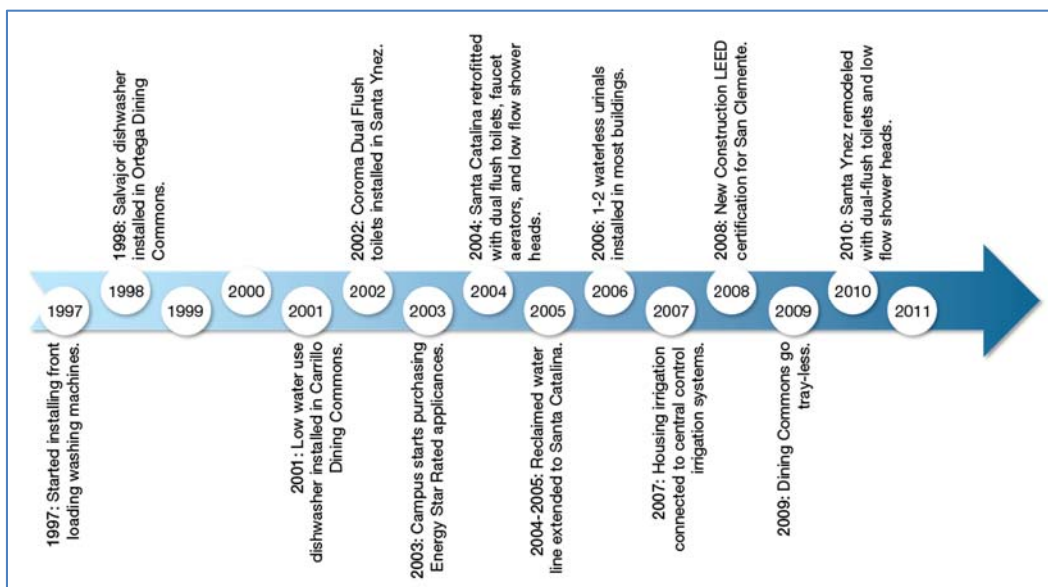 1998: Salvajor dishwasher
installed in Ortega Dining
Commons.
2002: Coroma Dual Flush
toilets installed in Santa Ynez.
2004: Santa Catalina retrofitted
with dual flush toilets, faucet
aerators, and low flow shower
heads.
2006: 1-2 waterless urinals
installed in most buildings.
2008: New Construction LEED
certification for San Clemente.
2010: Santa Ynez remodeled
with dual-flush toilets and low
flow shower heads.
1997
1998
1999
2000
2001
2002
2003
2004
2005
2006
2007
2008
2009
2010
2011
1997: Started installing front
loading washing machines.
2001: Low water use
dishwasher installed in Carrillo
Dining Commons.
2003: Campus starts purchasing
Energy Star Rated applicances.
2004-2005: Reclaimed water
line extended to Santa Catalina.
2007: Housing irrigation
connected to central control
irrigation systems.
2009: Dining Commons go
tray-less.